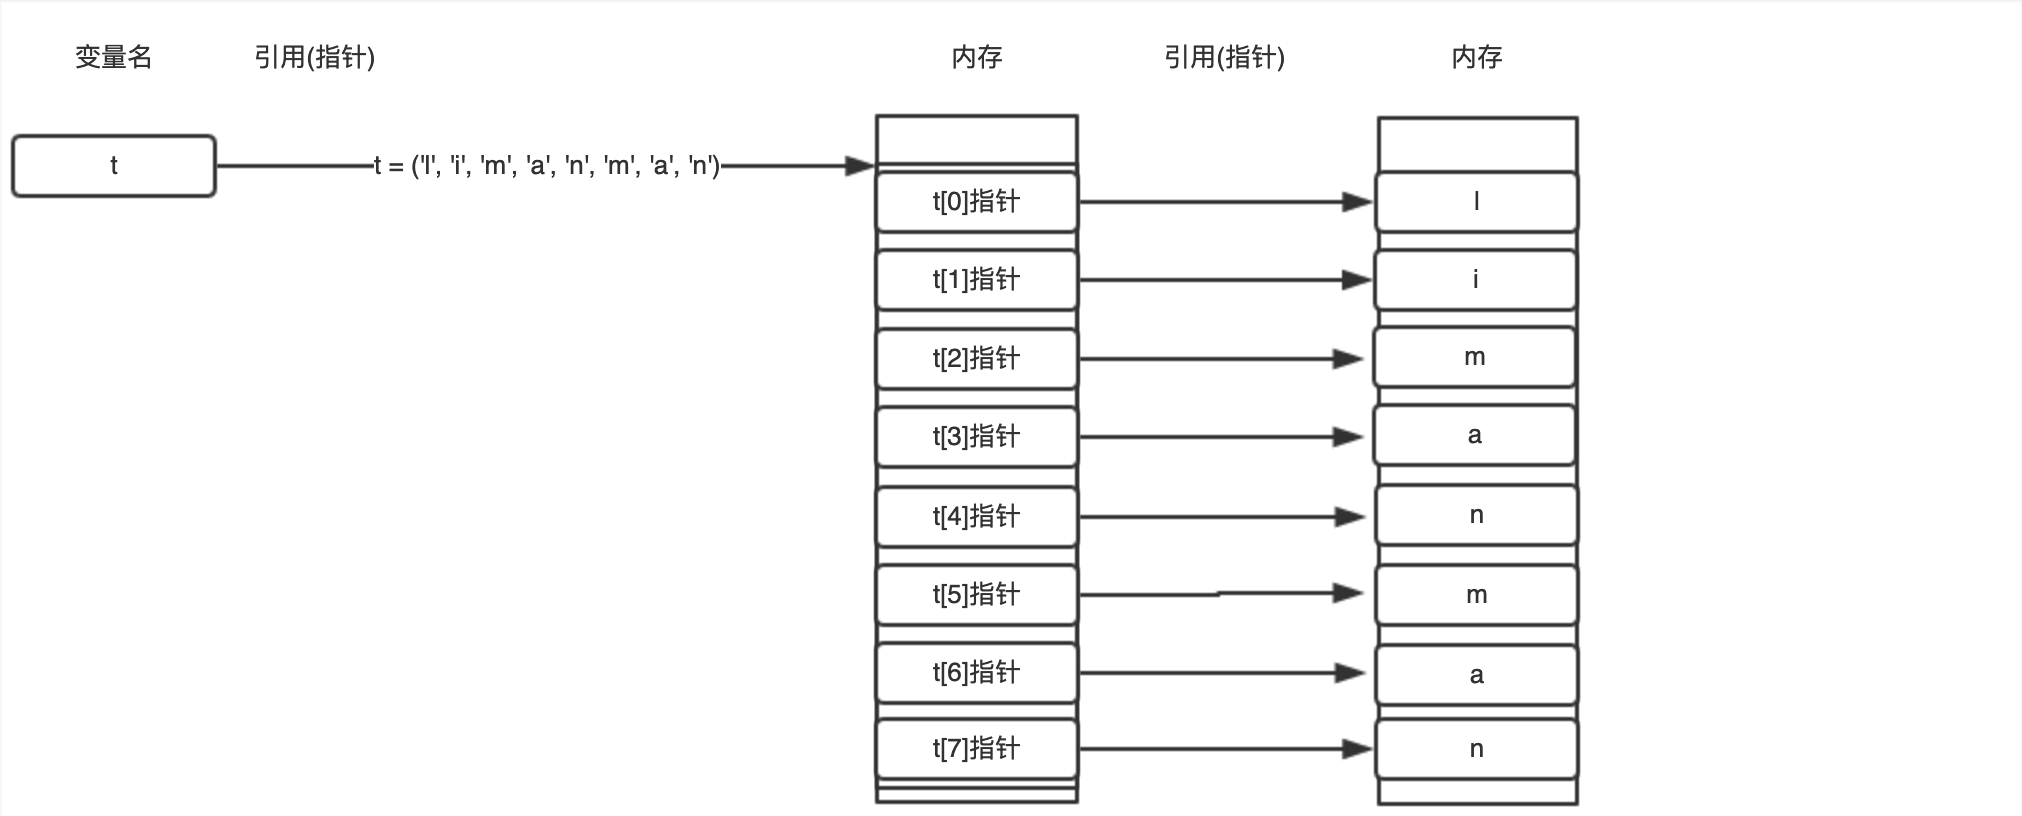 变量名 引用(指针) 内存 引用(指针) 内存
t t = ('l', 'i', 'm', 'a', 'n', 'm', 'a', 'n')
t[0]指针 l
t[1]指针 i
t[2]指针 m
t[3]指针 a
t[4]指针 n
t[5]指针 m
t[6]指针 a
t[7]指针 n